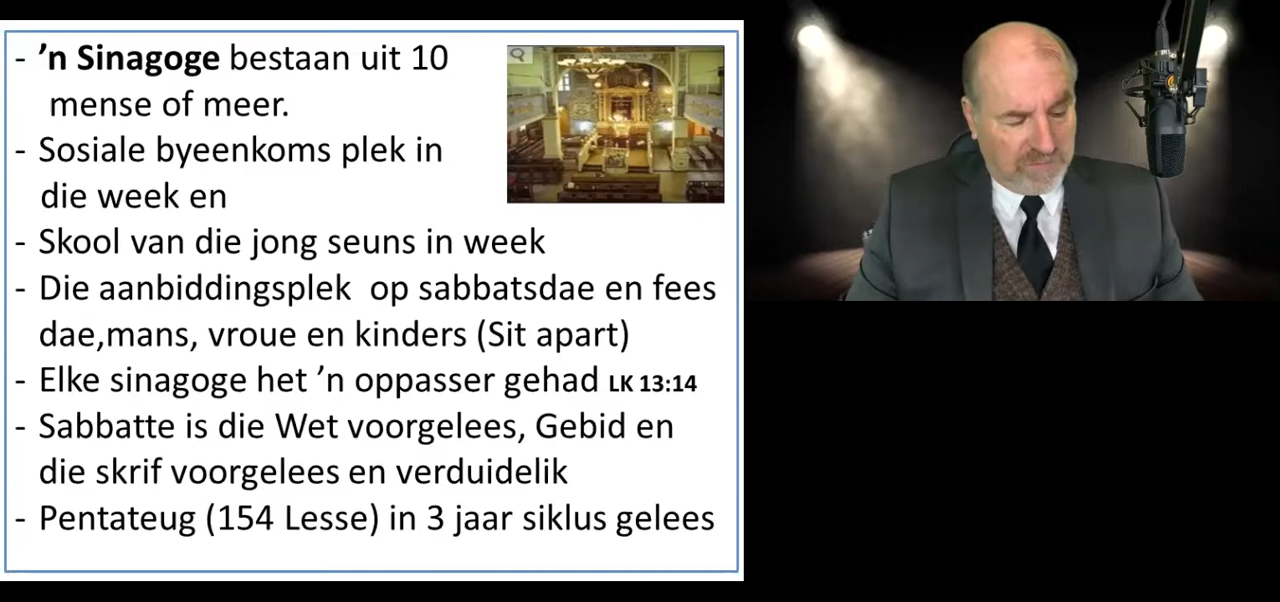 - ’n Sinagoge bestaan uit 10
mense of meer.
- Sosiale byeenkoms plek in
die week en
- Skool van die jong seuns in week
- Die aanbiddingsplek op sabbatsdae en fees
dae,mans, vroue en kinders (Sit apart)
- Elke sinagoge het ’n oppasser gehad LK 13:14
- Sabbatte is die Wet voorgelees, Gebid en
die skrif voorgelees en verduidelik
- Pentateug (154 Lesse) in 3 jaar siklus gelees